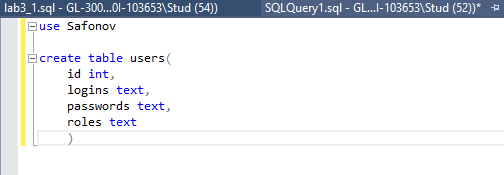 lab3_1.sql - GL-300...0I-103653\Stud (54))
SQLQuery1.sql - GL...I-103653\Stud (52))*
use Safonov
create table users(
id int,
logins text,
passwords text,
roles text
)